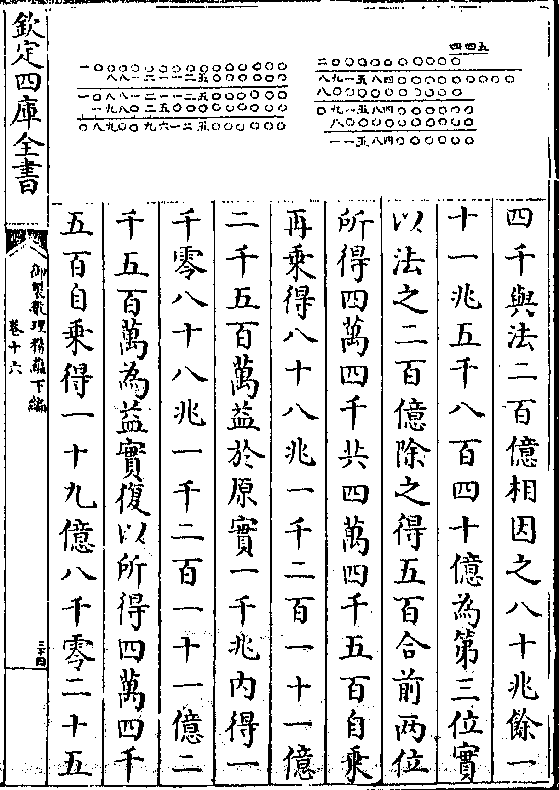 四四五
四千與法二百億相因之八十兆餘一
十一兆五千八百四十億為第三位實
以法之二百億除之得五百合前兩位
所得四萬四千共四萬四千五百自乘
再乘得八十八兆一千二百一十一億
二千五百萬益於原實一千兆內得一
千零八十八兆一千二百一十一億二
千五百萬為益實復以所得四萬四千
五百自乘得一十九億八千零二十五
欽定四庫全書
御製數理精蘊下編
卷十六